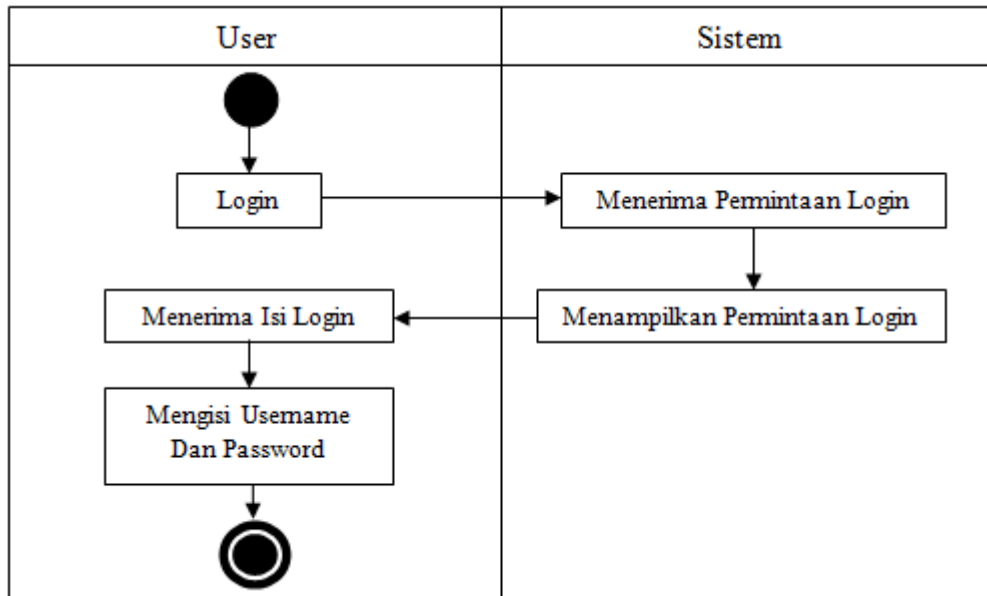 User
Sistem
Login
Menerima Permintaan Login
Menerima Isi Login
Menampilkan Permintaan Login
Mengisi Username
Dan Password